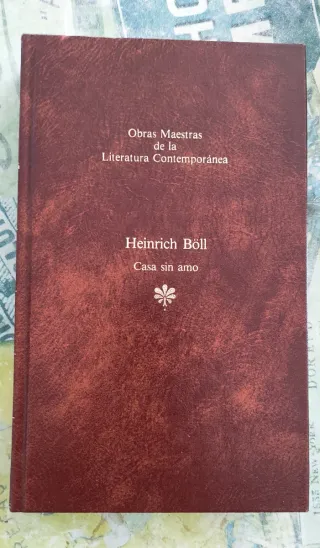 Obras Maestras
de la
Literatura Contemporánea
Heinrich Böll
Casa sin amo